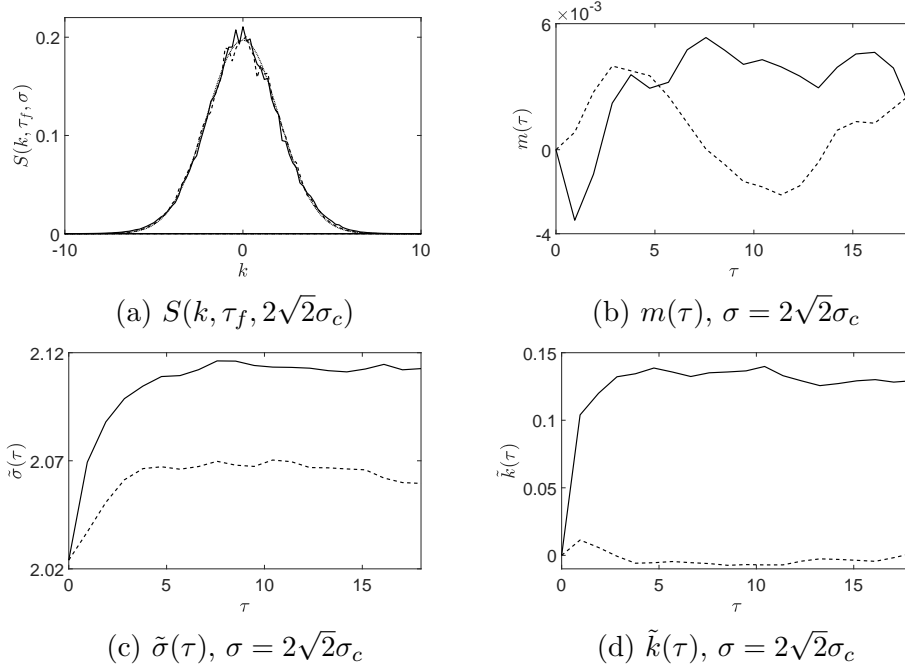 0.2
0.1
0
-10
0
10
S(k, τ_f, σ)
k
(a) S(k, τ_f, 2√2σ_c)
×10⁻³
6
0
-4
0
5
10
15
m(τ)
τ
(b) m(τ), σ = 2√2σ_c
2.12
2.07
2.02
0
5
10
15
σ̃(τ)
τ
(c) σ̃(τ), σ = 2√2σ_c
0.15
0.1
0.05
0
0
5
10
15
k̃(τ)
τ
(d) k̃(τ), σ = 2√2σ_c